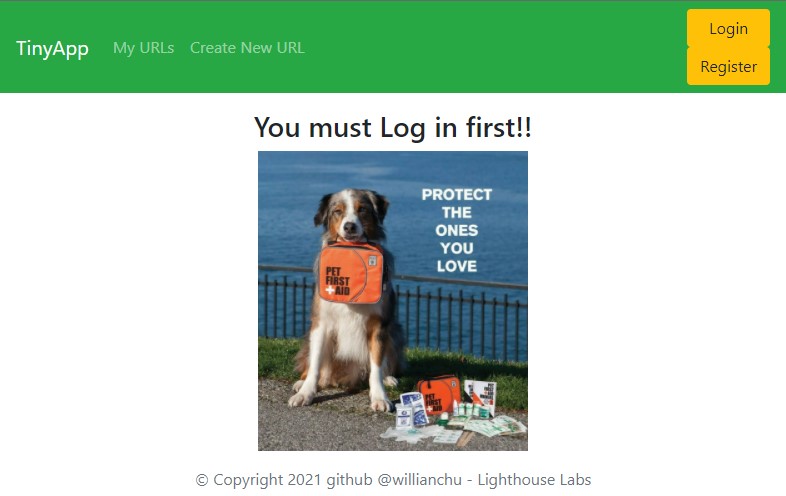 TinyApp My URLs Create New URL
Login
Register
You must Log in first!!
PROTECT
THE
ONES
YOU
LOVE
PET
FIRST
+AID
PET
FIRST
+AID
© Copyright 2021 github @willianchu - Lighthouse Labs